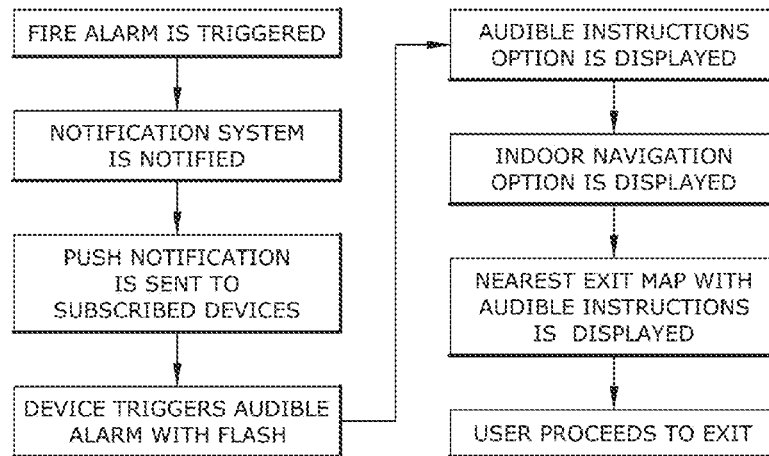 FIRE ALARM IS TRIGGERED
NOTIFICATION SYSTEM
IS NOTIFIED
PUSH NOTIFICATION
IS SENT TO
SUBSCRIBED DEVICES
DEVICE TRIGGERS AUDIBLE
ALARM WITH FLASH
AUDIBLE INSTRUCTIONS
OPTION IS DISPLAYED
INDOOR NAVIGATION
OPTION IS DISPLAYED
NEAREST EXIT MAP WITH
AUDIBLE INSTRUCTIONS
IS DISPLAYED
USER PROCEEDS TO EXIT